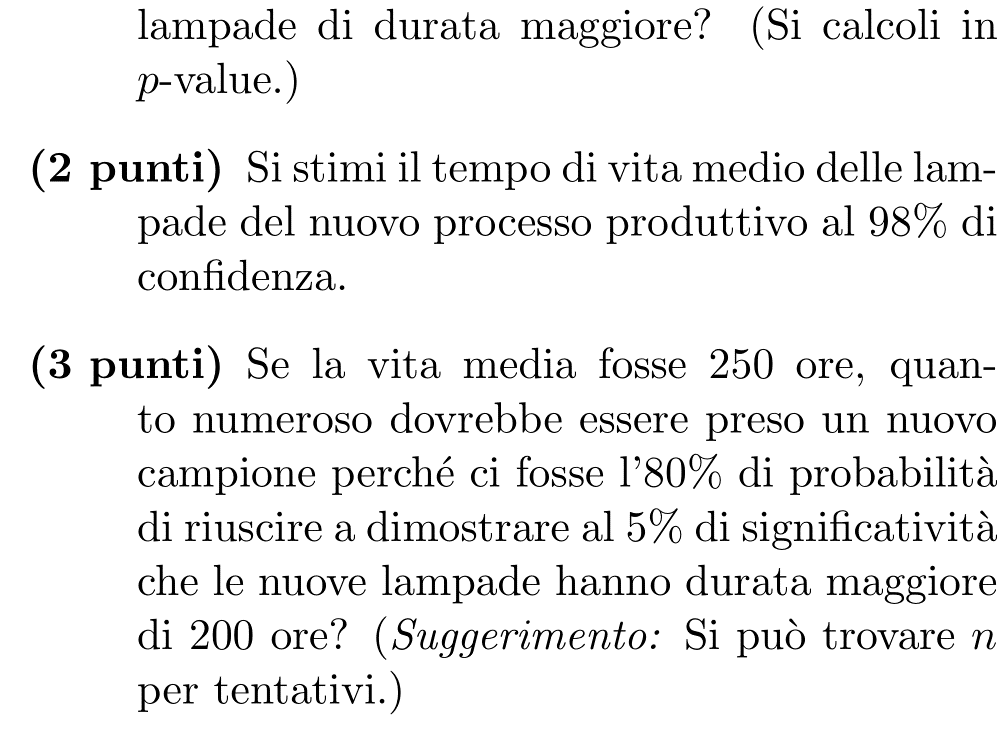 lampade di durata maggiore? (Si calcoli in
p-value.)
(2 punti) Si stimi il tempo di vita medio delle lam-
pade del nuovo processo produttivo al 98% di
confidenza.
(3 punti) Se la vita media fosse 250 ore, quan-
to numeroso dovrebbe essere preso un nuovo
campione perché ci fosse l'80% di probabilità
di riuscire a dimostrare al 5% di significatività
che le nuove lampade hanno durata maggiore
di 200 ore? (Suggerimento: Si può trovare n
per tentativi.)